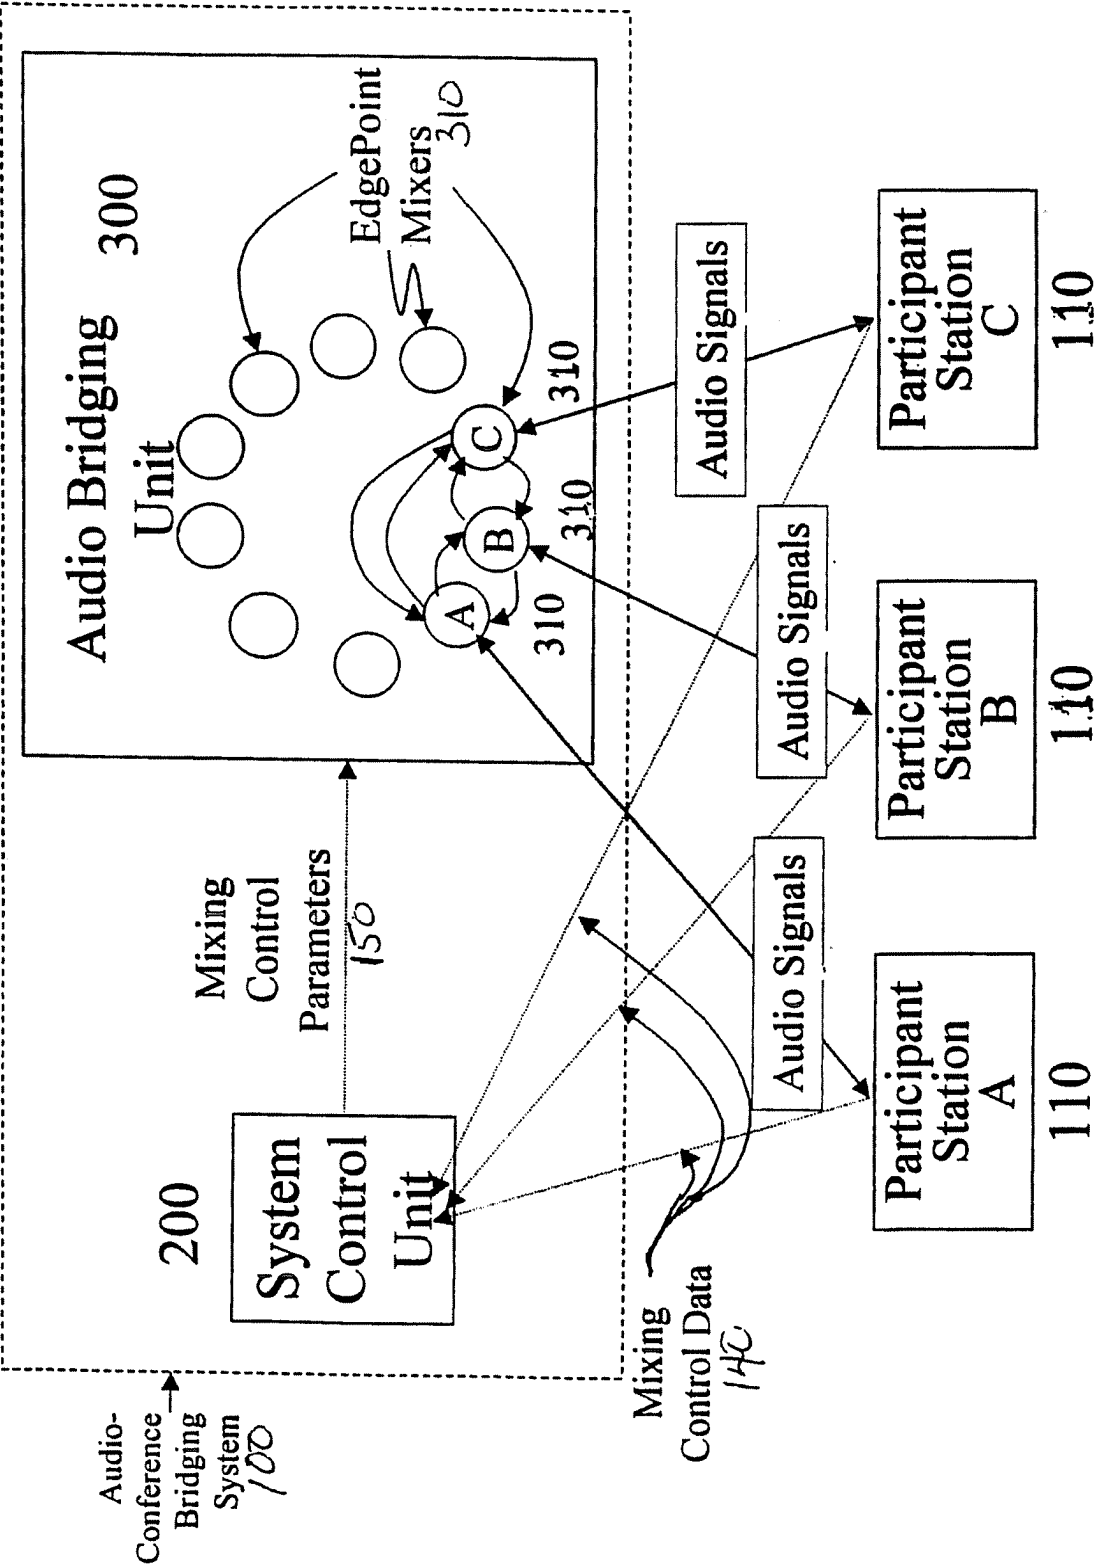 Audio-
Conference
Bridging
System
100
200
System
Control
Unit
Mixing
Control
Parameters
150
Audio Bridging
Unit
300
EdgePoint
Mixers
310
A
B
C
310
310
310
Mixing
Control Data
140
Audio Signals
Audio Signals
Audio Signals
Participant
Station
A
110
Participant
Station
B
110
Participant
Station
C
110